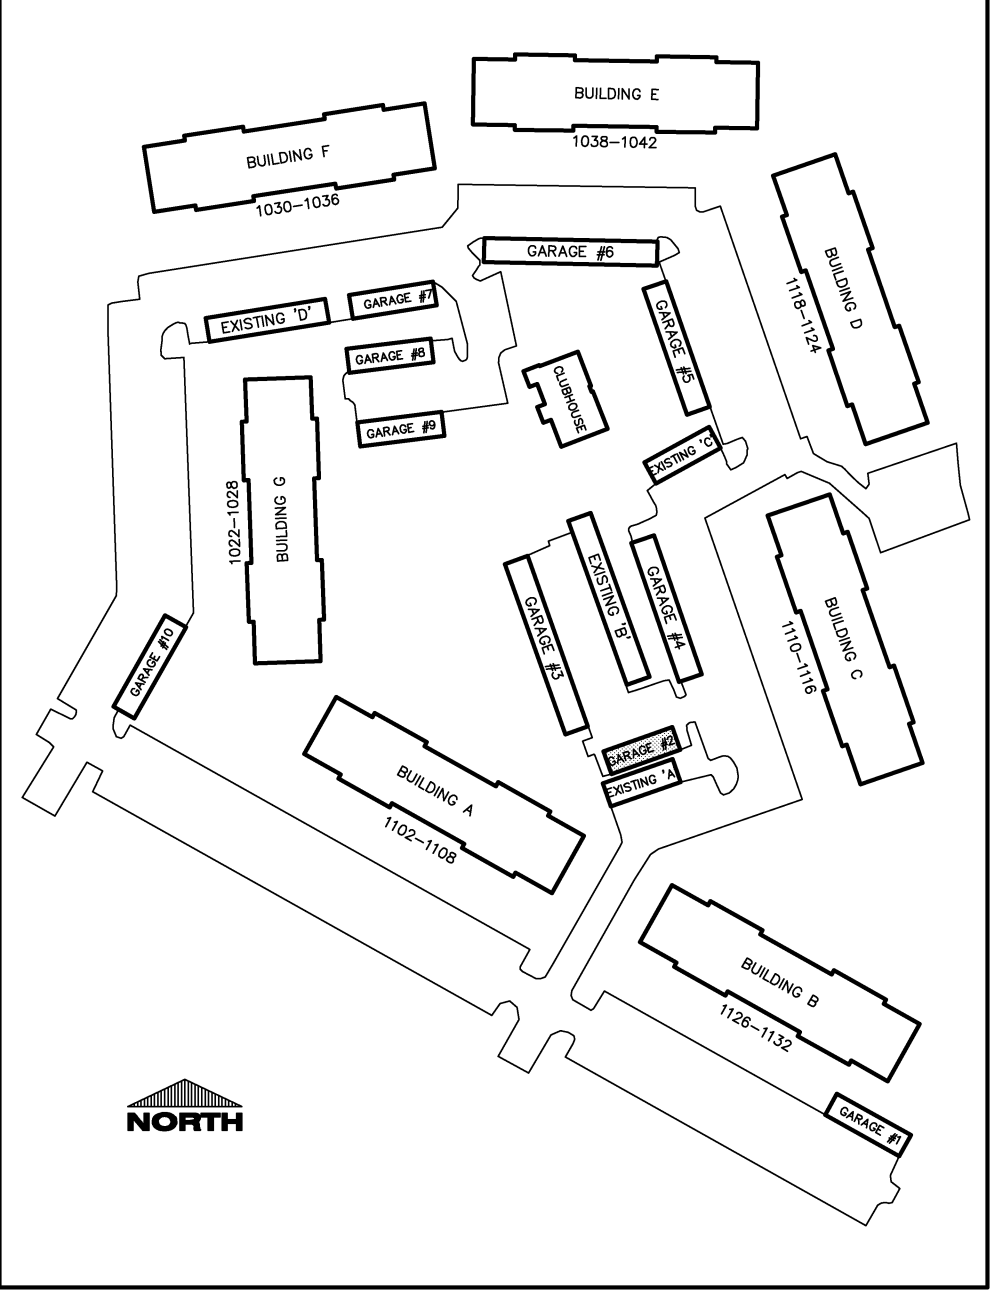 BUILDING E
1038-1042
BUILDING F
1030-1036
GARAGE #6
BUILDING D
1118-1124
EXISTING 'D'
GARAGE #7
GARAGE #5
GARAGE #8
CLUBHOUSE
GARAGE #9
EXISTING 'C'
BUILDING G
1022-1028
EXISTING 'B'
GARAGE #4
GARAGE #3
BUILDING C
1110-1116
GARAGE #10
GARAGE #2
EXISTING 'A
BUILDING A
1102-1108
BUILDING B
1126-1132
GARAGE #1
NORTH